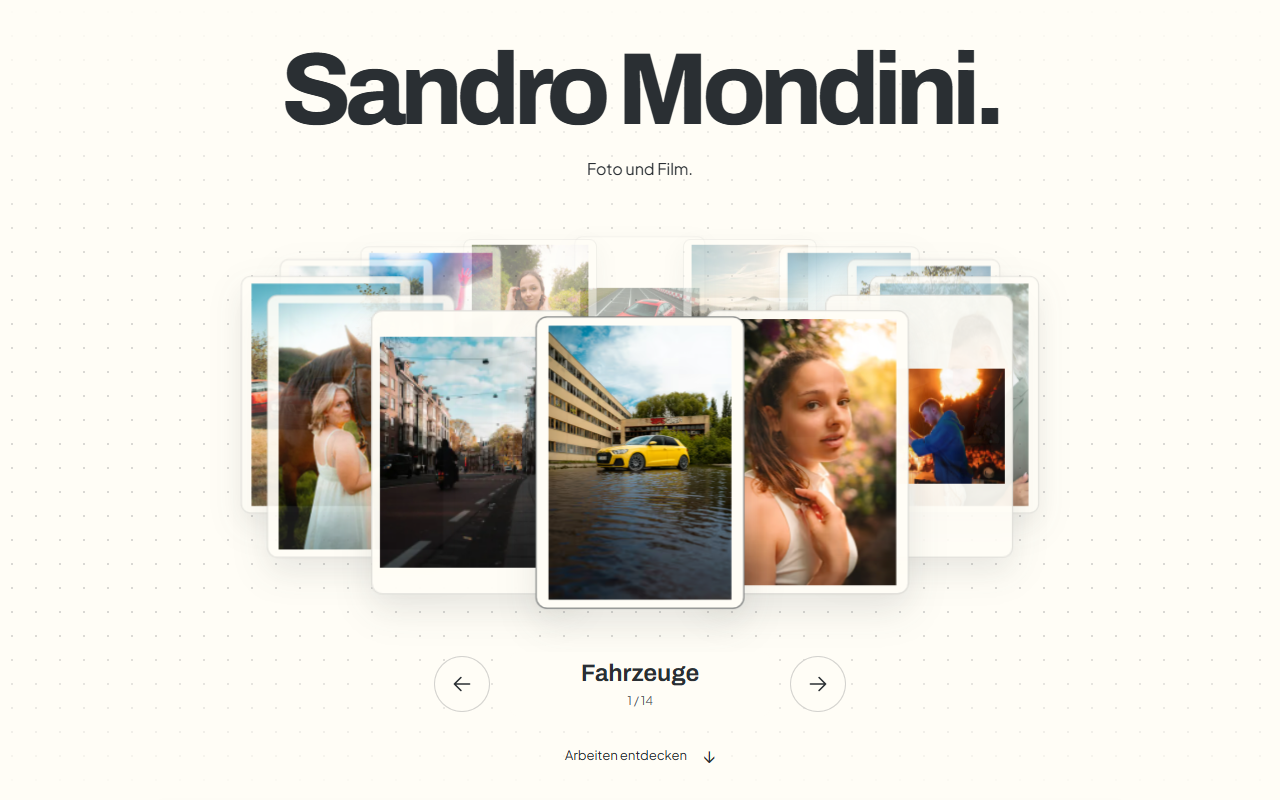 Sandro Mondini.
Foto und Film.
Fahrzeuge
1/14
Arbeiten entdecken